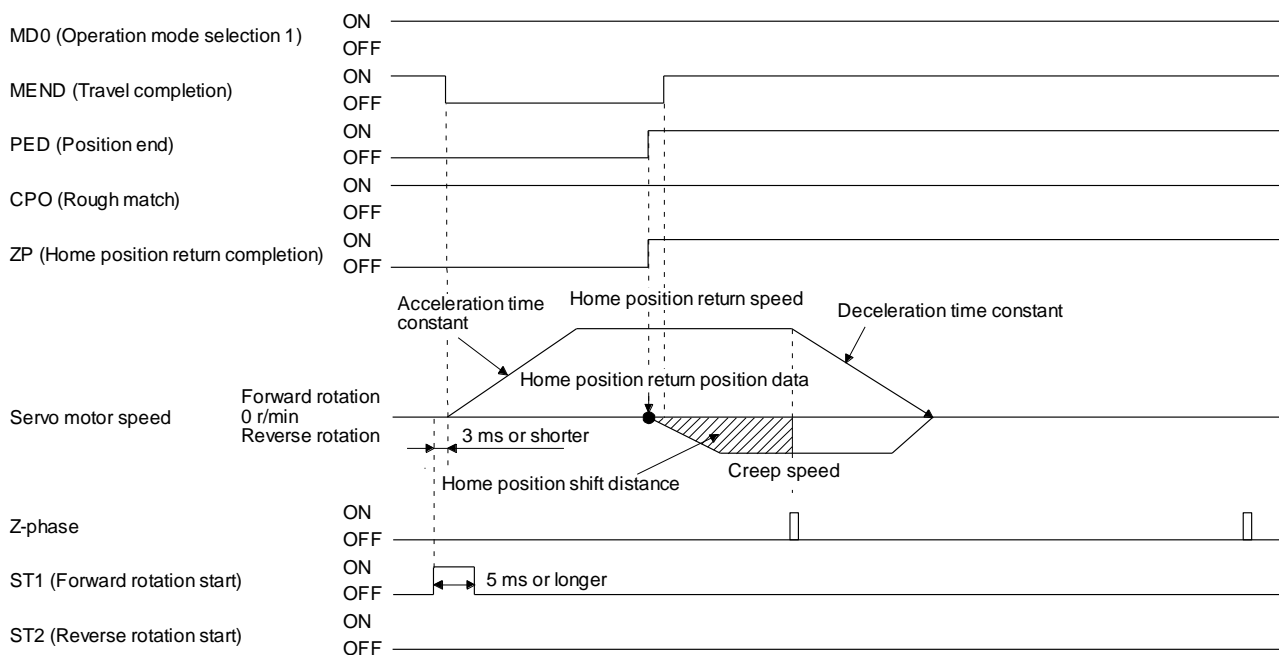 MD0 (Operation mode selection 1)
ON
OFF
MEND (Travel completion)
ON
OFF
PED (Position end)
ON
OFF
CPO (Rough match)
ON
OFF
ZP (Home position return completion)
ON
OFF
Acceleration time
constant
Home position return speed
Deceleration time constant
Home position return position data
Servo motor speed
Forward rotation
0 r/min
Reverse rotation
3 ms or shorter
Creep speed
Home position shift distance
Z-phase
ON
OFF
ST1 (Forward rotation start)
ON
OFF
5 ms or longer
ST2 (Reverse rotation start)
ON
OFF